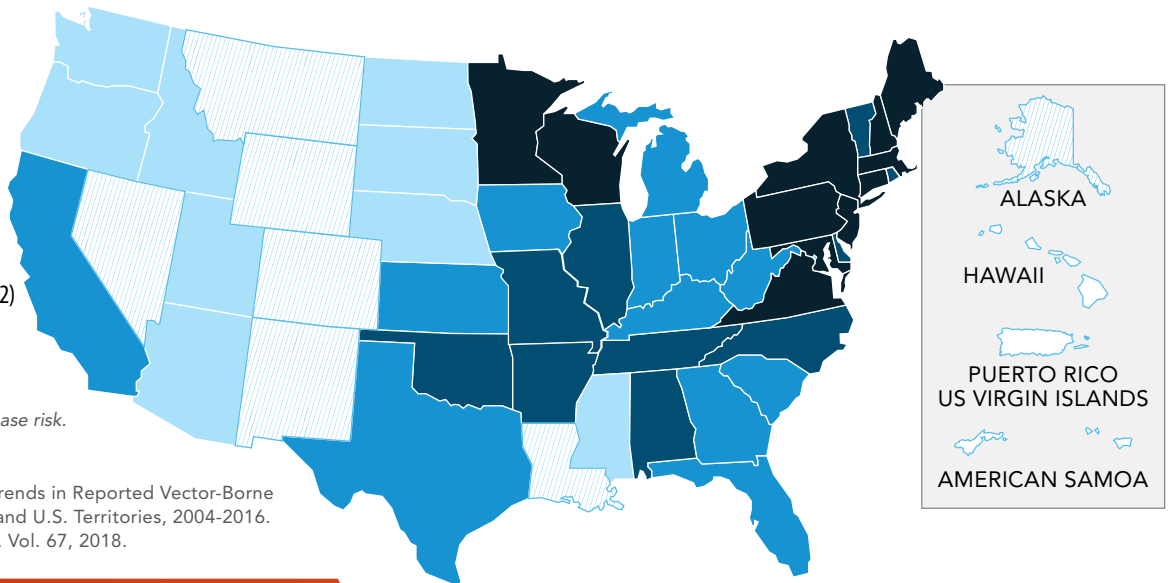 2)
ase risk.
rends in Reported Vector-Borne
and U.S. Territories, 2004-2016.
. Vol. 67, 2018.
ALASKA
HAWAII
PUERTO RICO
US VIRGIN ISLANDS
AMERICAN SAMOA